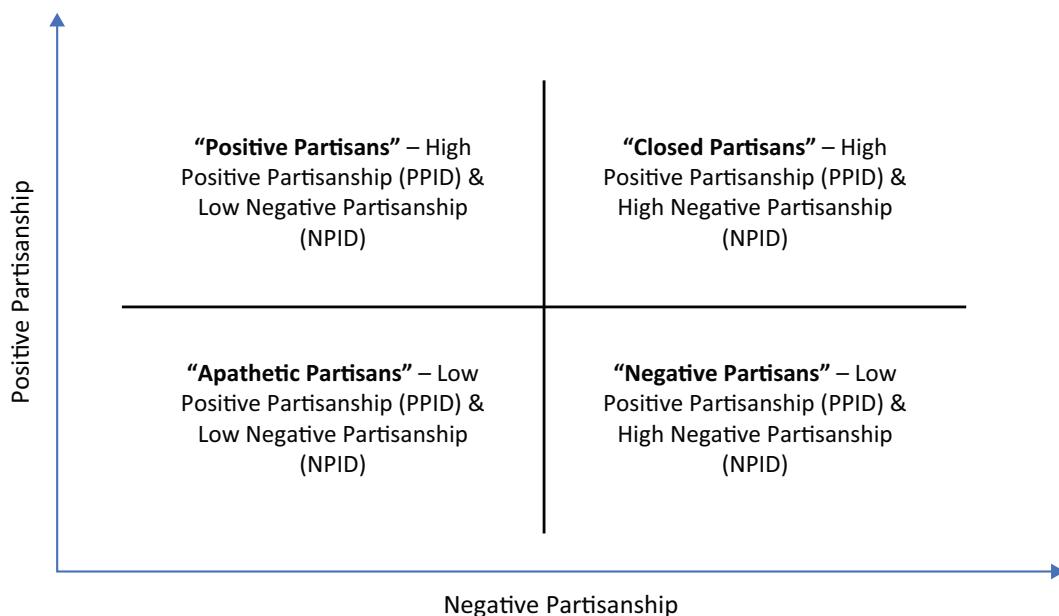 Positive Partisanship
“Positive Partisans” – High
Positive Partisanship (PPID) &
Low Negative Partisanship
(NPID)
“Closed Partisans” – High
Positive Partisanship (PPID) &
High Negative Partisanship
(NPID)
“Apathetic Partisans” – Low
Positive Partisanship (PPID) &
Low Negative Partisanship
(NPID)
“Negative Partisans” – Low
Positive Partisanship (PPID) &
High Negative Partisanship
(NPID)
Negative Partisanship